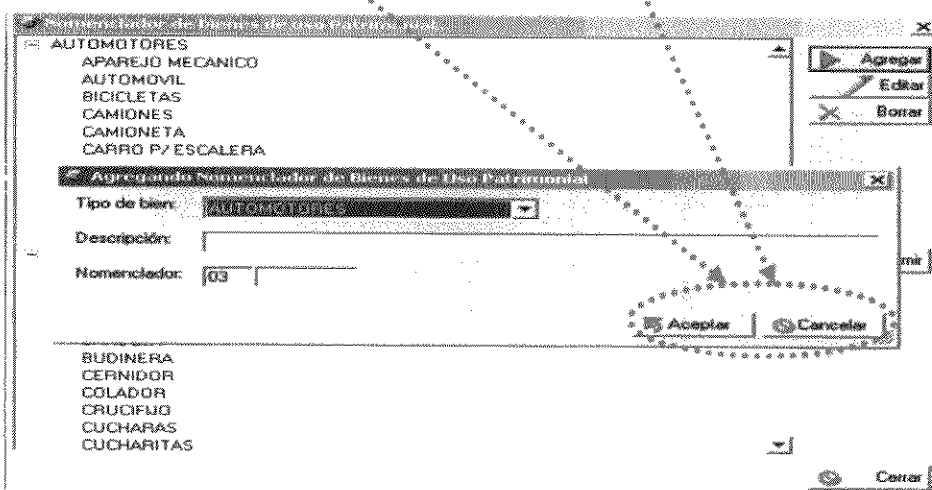 Nomenclador de bienes de uso Patrimonial
AUTOMOTORES
APAREJO MECANICO
AUTOMOVIL
BICICLETAS
CAMIONES
CAMIONETA
CARRO P/ ESCALERA
Agregar
Editar
Borrar
Agregando Nomenclador de Bienes de Uso Patrimonial
Tipo de bien: AUTOMOTORES
Descripción:
Nomenclador: 03
mir
Aceptar Cancelar
BUDINERA
CERNIDOR
COLADOR
CRUCIFIJO
CUCHARAS
CUCHARITAS
Cerrar